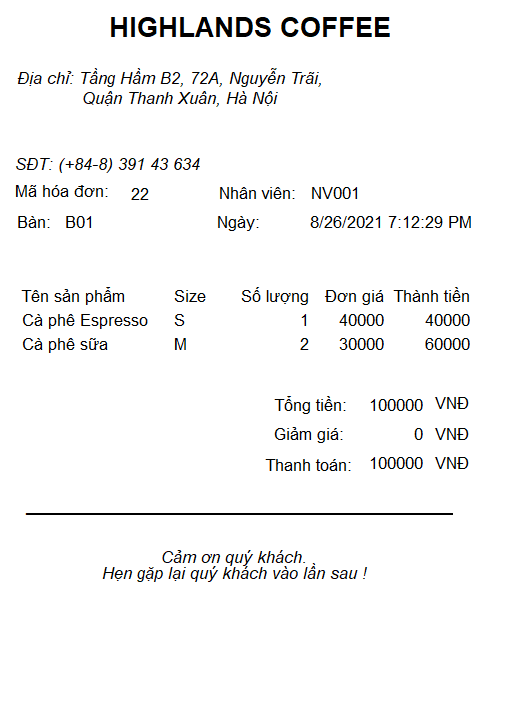 HIGHLANDS COFFEE
Địa chỉ: Tầng Hầm B2, 72A, Nguyễn Trãi,
Quận Thanh Xuân, Hà Nội
SĐT: (+84-8) 391 43 634
Mã hóa đơn: 22 Nhân viên: NV001
Bàn: B01 Ngày: 8/26/2021 7:12:29 PM
Tên sản phẩm Size Số lượng Đơn giá Thành tiền
Cà phê Espresso S 1 40000 40000
Cà phê sữa M 2 30000 60000
Tổng tiền: 100000 VNĐ
Giảm giá: 0 VNĐ
Thanh toán: 100000 VNĐ
Cảm ơn quý khách.
Hẹn gặp lại quý khách vào lần sau !